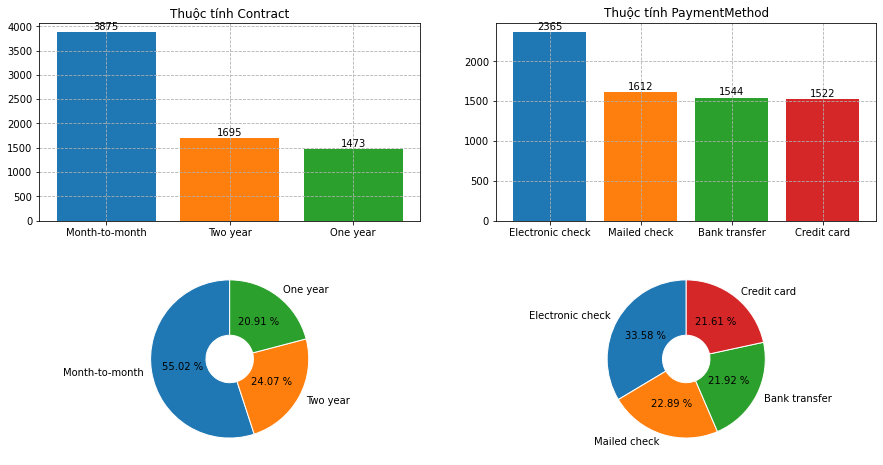 Thuộc tính Contract
4000
3500
3000
2500
2000
1500
1000
500
0
3875
1695
1473
Month-to-month
Two year
One year
Thuộc tính PaymentMethod
2000
1500
1000
500
0
2365
1612
1544
1522
Electronic check
Mailed check
Bank transfer
Credit card
One year
20.91 %
55.02 %
Month-to-month
24.07 %
Two year
Credit card
Electronic check
21.61 %
33.58 %
21.92 %
Bank transfer
22.89 %
Mailed check